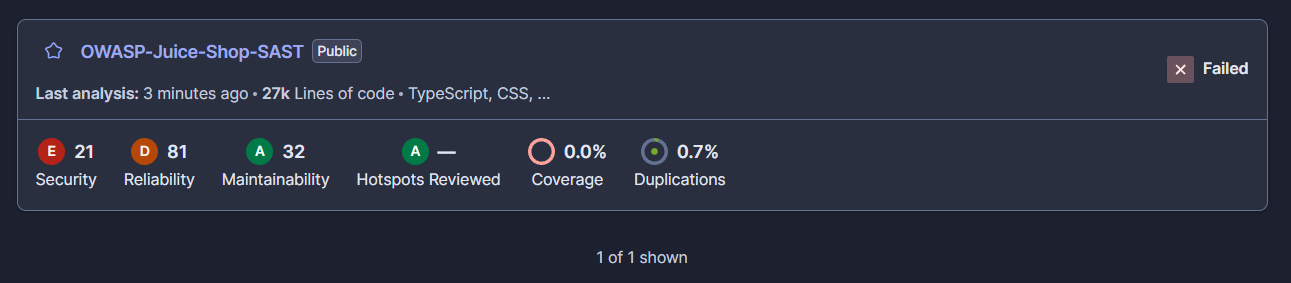 OWASP-Juice-Shop-SAST Public
Failed
Last analysis: 3 minutes ago • 27k Lines of code • TypeScript, CSS, ...
E 21 D 81 A 32 A — 0.0% 0.7%
Security Reliability Maintainability Hotspots Reviewed Coverage Duplications
1 of 1 shown